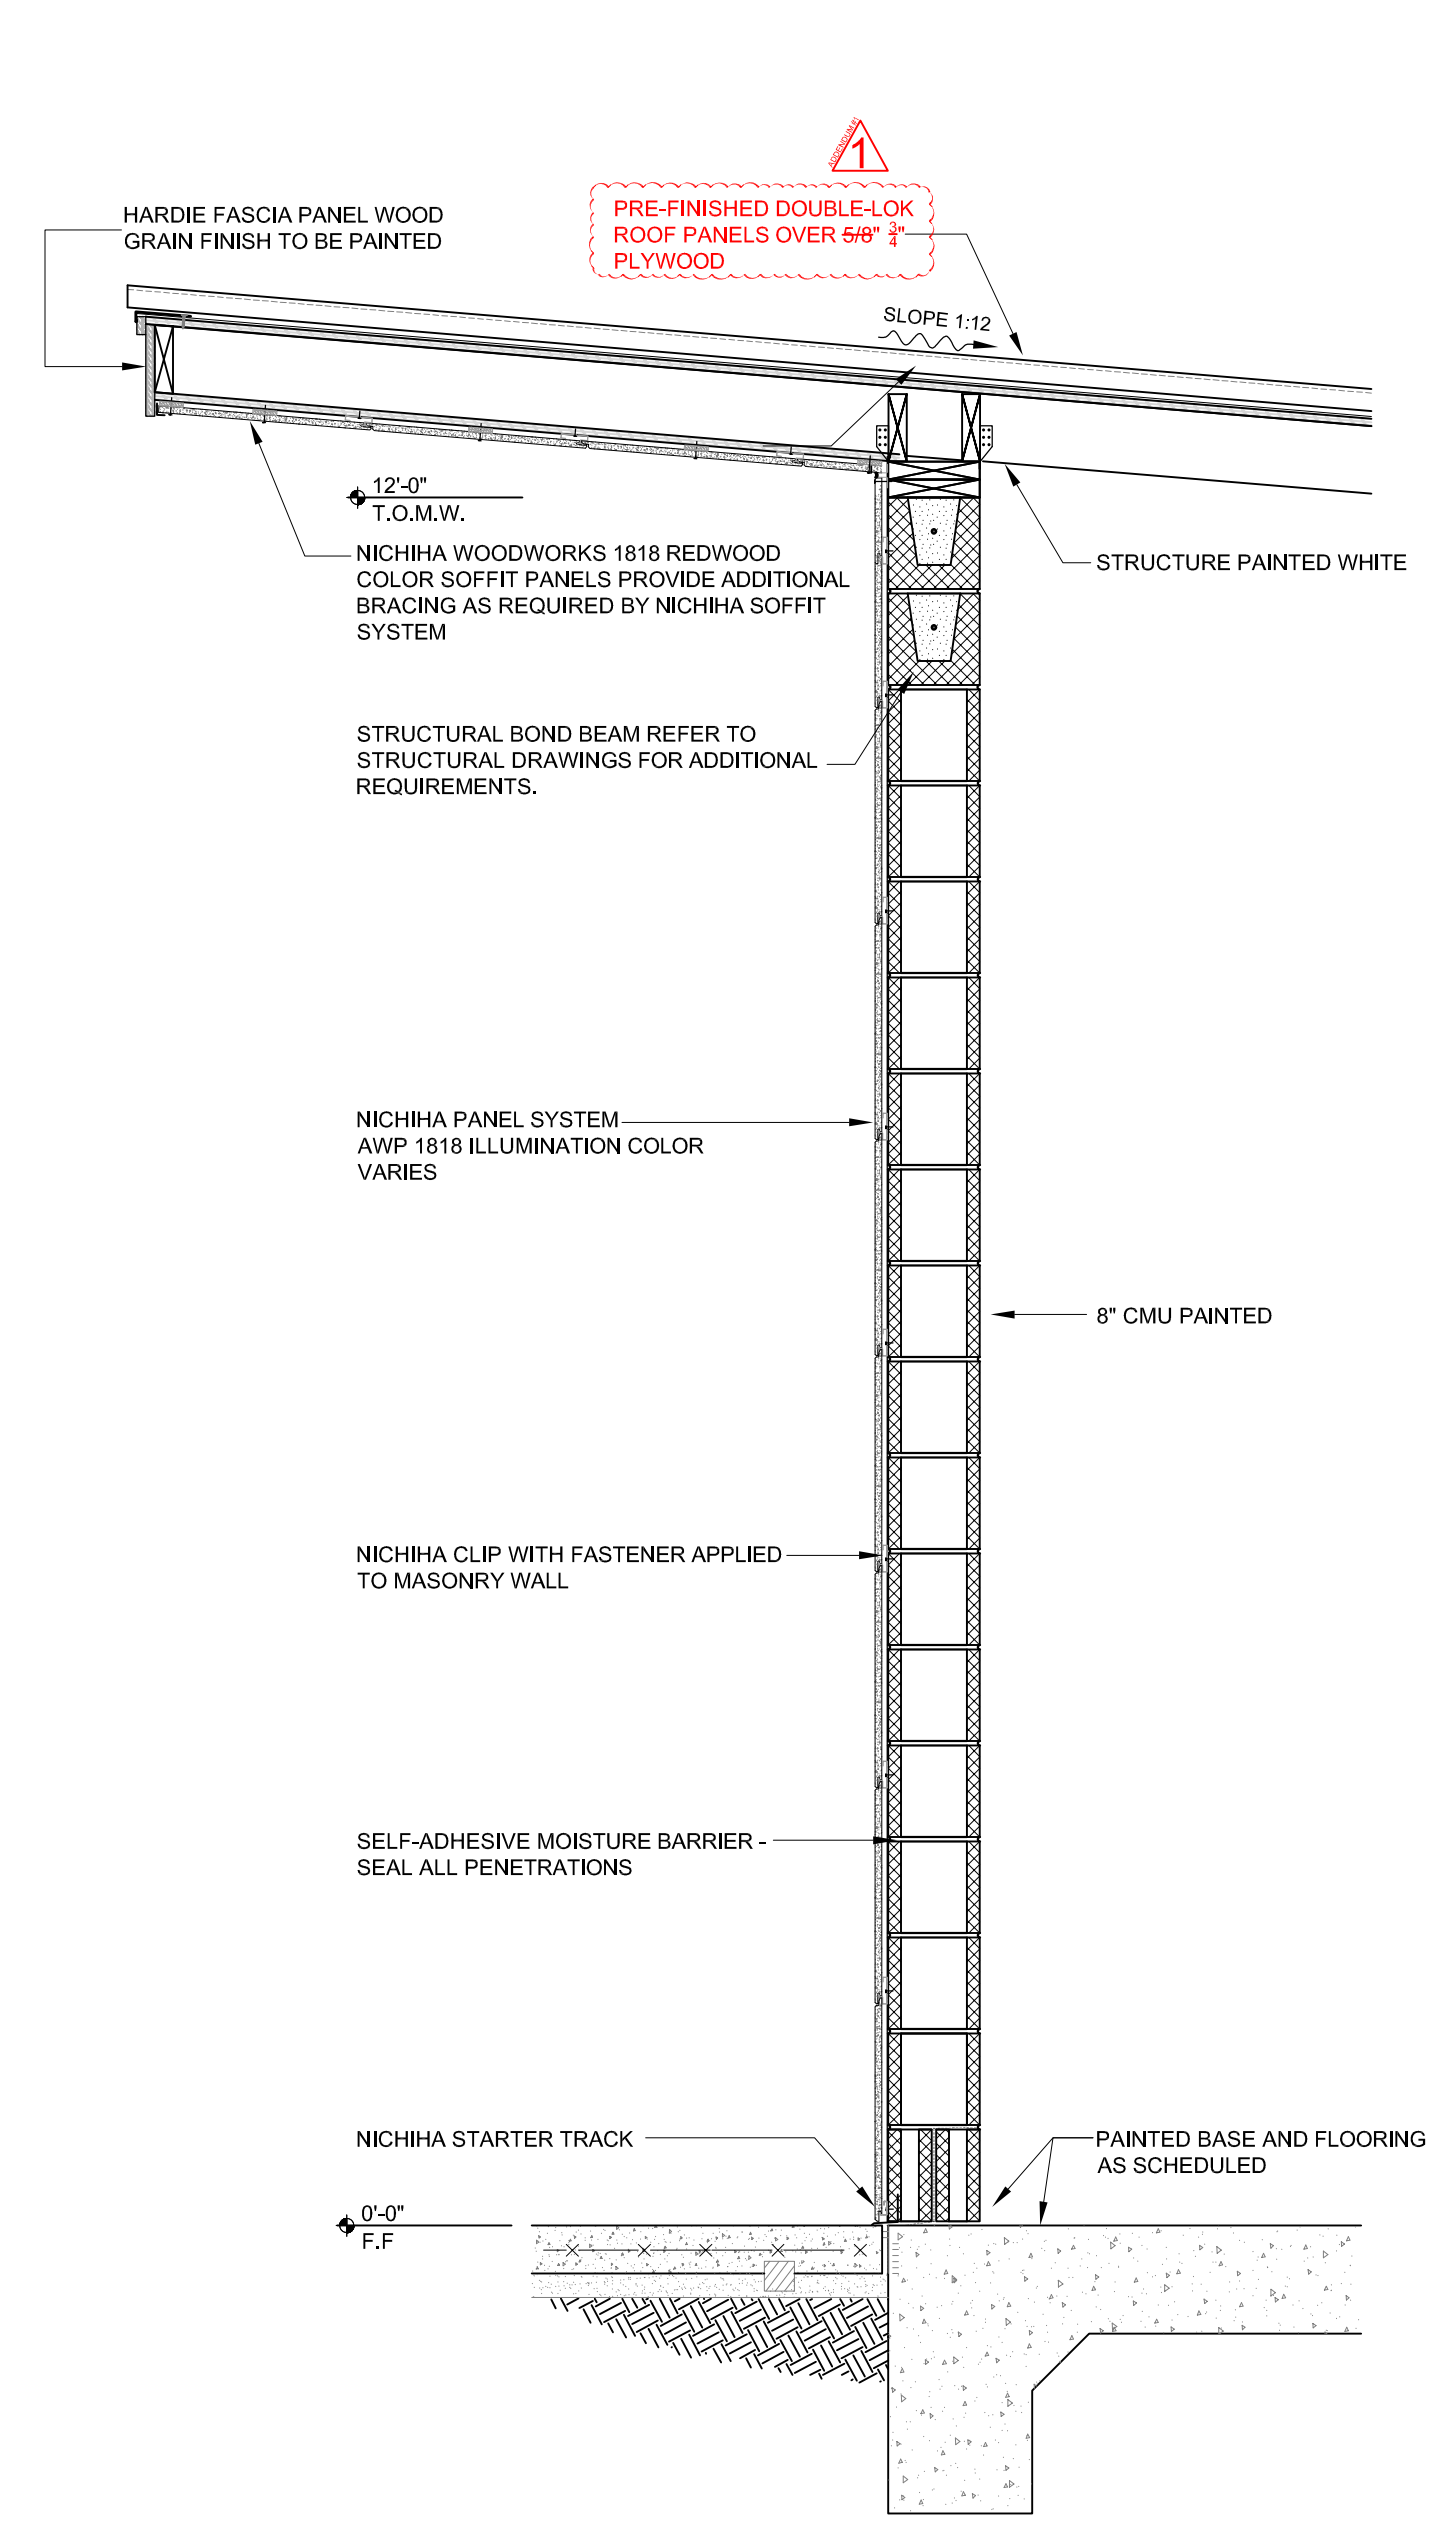 ADDENDUM #1
1
PRE-FINISHED DOUBLE-LOK
ROOF PANELS OVER 5/8" 3/4"
PLYWOOD
HARDIE FASCIA PANEL WOOD
GRAIN FINISH TO BE PAINTED
SLOPE 1:12
12'-0"
T.O.M.W.
NICHIHA WOODWORKS 1818 REDWOOD
COLOR SOFFIT PANELS PROVIDE ADDITIONAL
BRACING AS REQUIRED BY NICHIHA SOFFIT
SYSTEM
STRUCTURE PAINTED WHITE
STRUCTURAL BOND BEAM REFER TO
STRUCTURAL DRAWINGS FOR ADDITIONAL
REQUIREMENTS.
NICHIHA PANEL SYSTEM
AWP 1818 ILLUMINATION COLOR
VARIES
8" CMU PAINTED
NICHIHA CLIP WITH FASTENER APPLIED
TO MASONRY WALL
SELF-ADHESIVE MOISTURE BARRIER -
SEAL ALL PENETRATIONS
NICHIHA STARTER TRACK
PAINTED BASE AND FLOORING
AS SCHEDULED
0'-0"
F.F